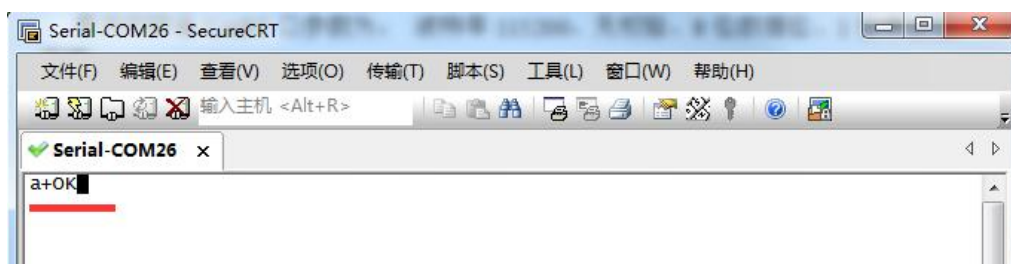 Serial-COM26 - SecureCRT
文件(F) 编辑(E) 查看(V) 选项(O) 传输(T) 脚本(S) 工具(L) 窗口(W) 帮助(H)
输入主机 <Alt+R>
Serial-COM26 x
a+OK